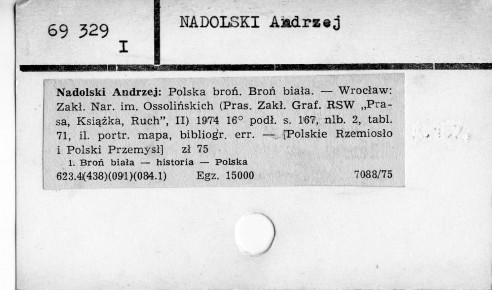 69 329
I
NADOLSKI Andrzej
Nadolski Andrzej: Polska broń. Broń biała. — Wrocław:
Zakł. Nar. im. Ossolińskich (Pras. Zakł. Graf. RSW „Pra-
sa, Książka, Ruch", II) 1974 16° podł. s. 167, nlb. 2, tabl.
71, il. portr. mapa, bibliogr. err. — [Polskie Rzemiosło
i Polski Przemysł] zł 75
1. Broń biała — historia — Polska
623.4(438)(091)(084.1) Egz. 15000 7088/75